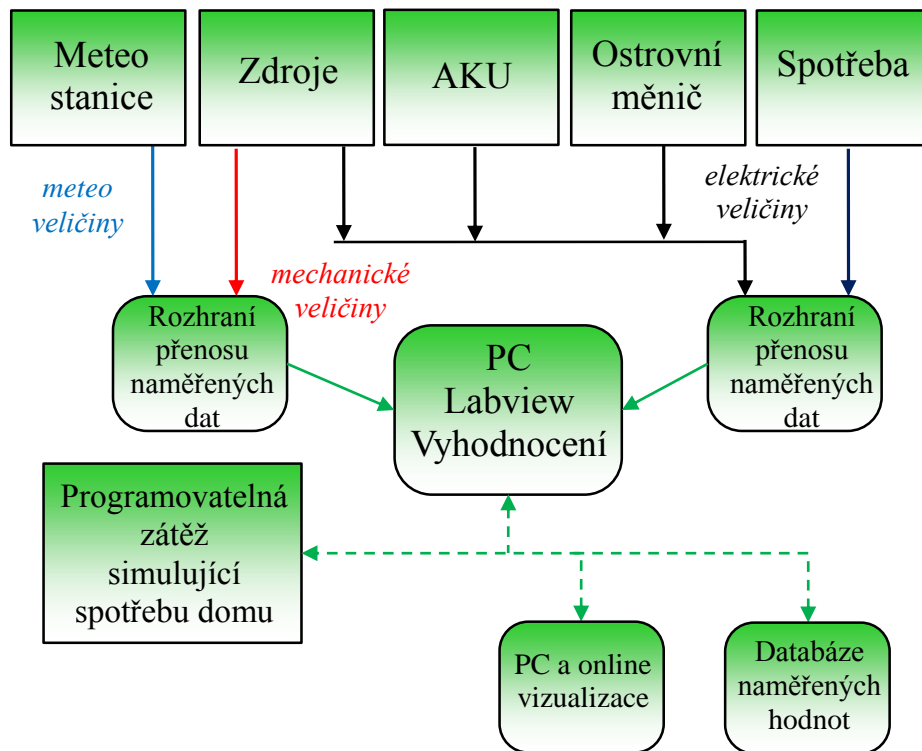 Meteo
stanice
Zdroje
AKU
Ostrovní
měnič
Spotřeba
meteo
veličiny
elektrické
veličiny
mechanické
veličiny
Rozhraní
přenosu
naměřených
dat
PC
Labview
Vyhodnocení
Rozhraní
přenosu
naměřených
dat
Programovatelná
zátěž
simulující
spotřebu domu
PC a online
vizualizace
Databáze
naměřených
hodnot